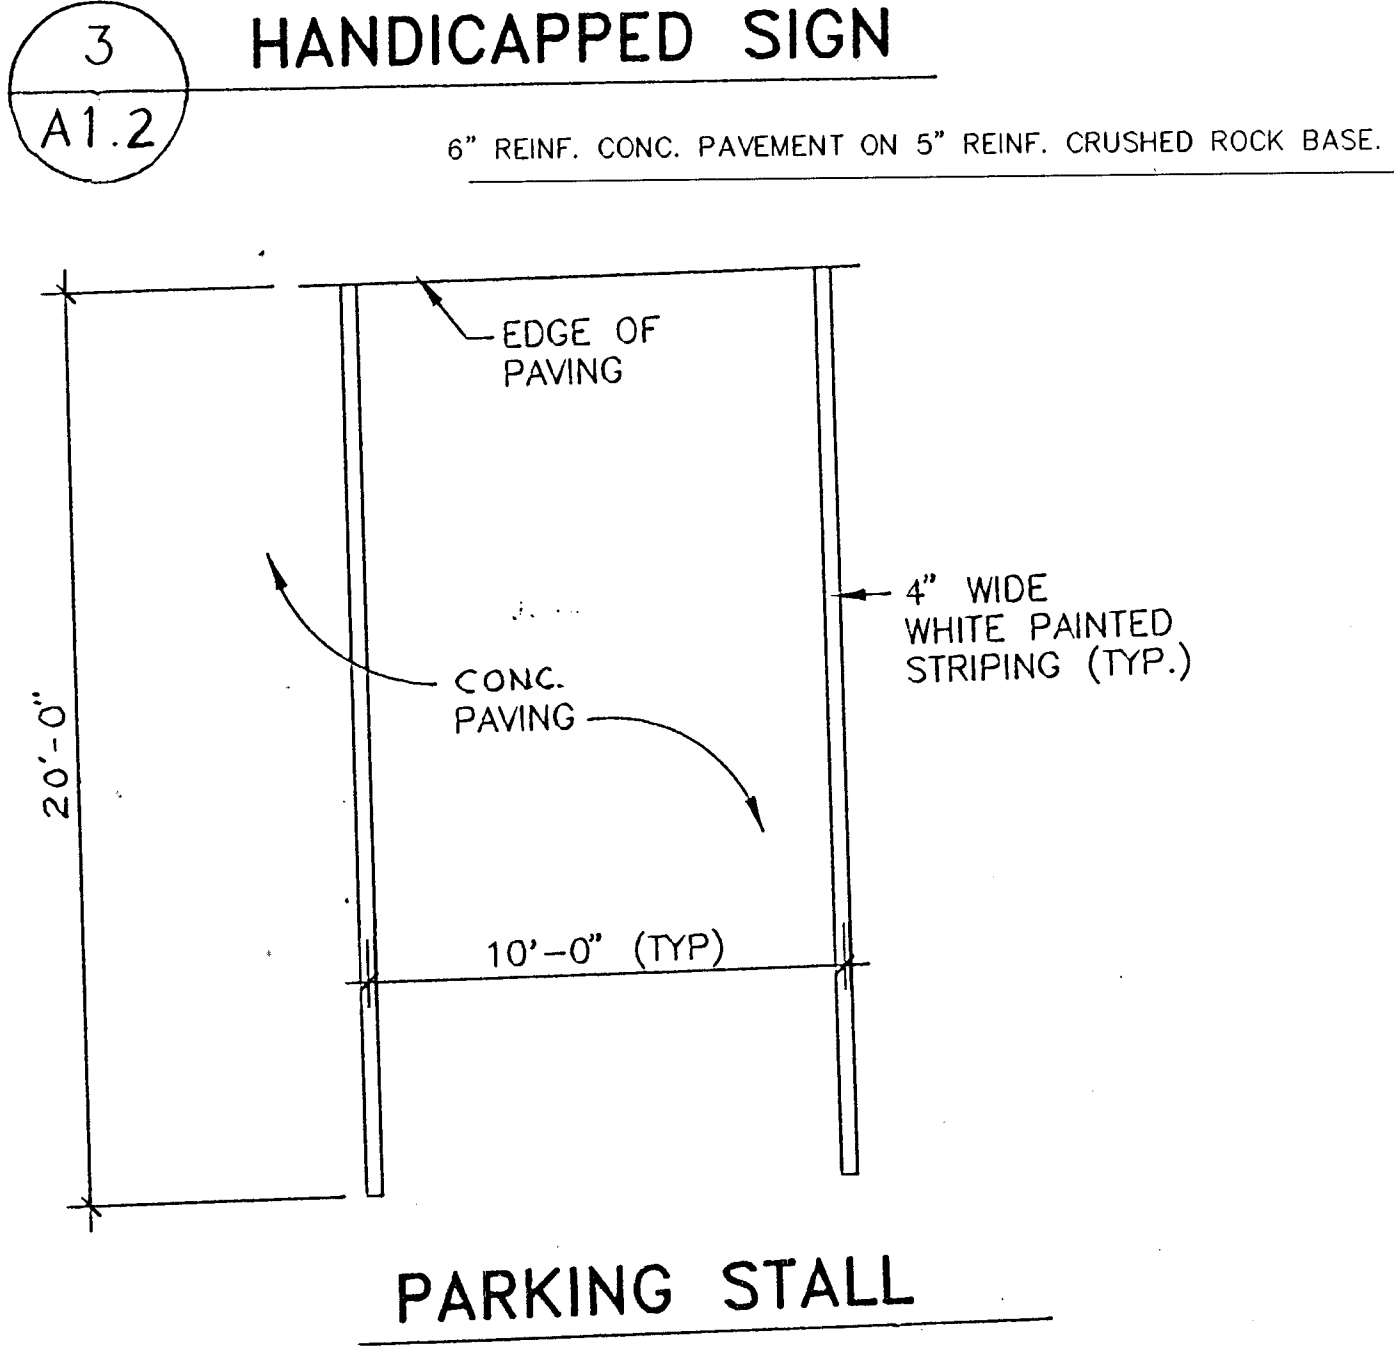 3
HANDICAPPED SIGN
A1.2
6" REINF. CONC. PAVEMENT ON 5" REINF. CRUSHED ROCK BASE.
EDGE OF
PAVING
4" WIDE
WHITE PAINTED
STRIPING (TYP.)
CONC.
PAVING
20'-0"
10'-0" (TYP)
PARKING STALL